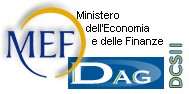 Ministero
dell'Economia
e delle Finanze
MEF
DAG
DCSII